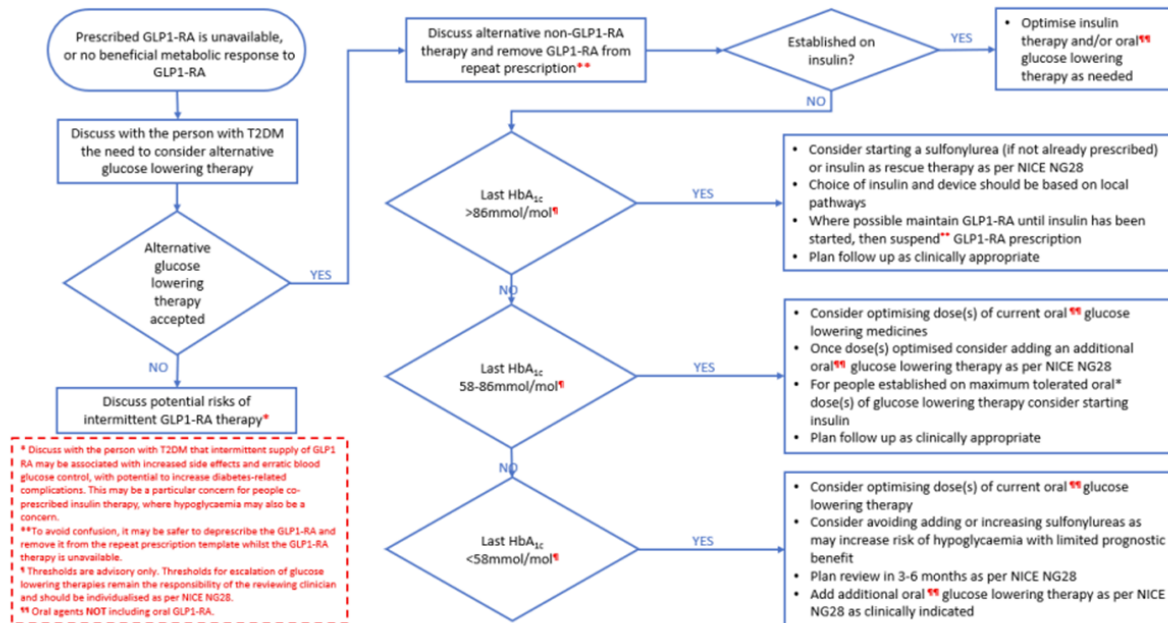 Prescribed GLP1-RA is unavailable,
or no beneficial metabolic response to
GLP1-RA
Discuss with the person with T2DM
the need to consider alternative
glucose lowering therapy
Alternative
glucose
lowering
therapy
accepted
YES
NO
Discuss potential risks of
intermittent GLP1-RA therapy*
* Discuss with the person with T2DM that intermittent supply of GLP1
RA may be associated with increased side effects and erratic blood
glucose control, with potential to increase diabetes-related
complications. This may be a particular concern for people co-
prescribed insulin therapy, where hypoglycaemia may also be a
concern.
**To avoid confusion, it may be safer to deprescribe the GLP1-RA and
remove it from the repeat prescription template whilst the GLP1-RA
therapy is unavailable.
¶ Thresholds are advisory only. Thresholds for escalation of glucose
lowering therapies remain the responsibility of the reviewing clinician
and should be individualised as per NICE NG28.
¶¶ Oral agents NOT including oral GLP1-RA.
Discuss alternative non-GLP1-RA
therapy and remove GLP1-RA from
repeat prescription**
Established on
insulin?
YES
• Optimise insulin
therapy and/or oral¶¶
glucose lowering
therapy as needed
NO
Last HbA1c
>86mmol/mol¶
YES
• Consider starting a sulfonylurea (if not already prescribed)
or insulin as rescue therapy as per NICE NG28
• Choice of insulin and device should be based on local
pathways
• Where possible maintain GLP1-RA until insulin has been
started, then suspend** GLP1-RA prescription
• Plan follow up as clinically appropriate
NO
Last HbA1c
58-86mmol/mol¶
YES
• Consider optimising dose(s) of current oral ¶¶ glucose
lowering medicines
• Once dose(s) optimised consider adding an additional
oral¶¶ glucose lowering therapy as per NICE NG28
• For people established on maximum tolerated oral*
dose(s) of glucose lowering therapy consider starting
insulin
• Plan follow up as clinically appropriate
NO
Last HbA1c
<58mmol/mol¶
YES
• Consider optimising dose(s) of current oral ¶¶ glucose
lowering therapy
• Consider avoiding adding or increasing sulfonylureas as
may increase risk of hypoglycaemia with limited prognostic
benefit
• Plan review in 3-6 months as per NICE NG28
• Add additional oral ¶¶ glucose lowering therapy as per NICE
NG28 as clinically indicated